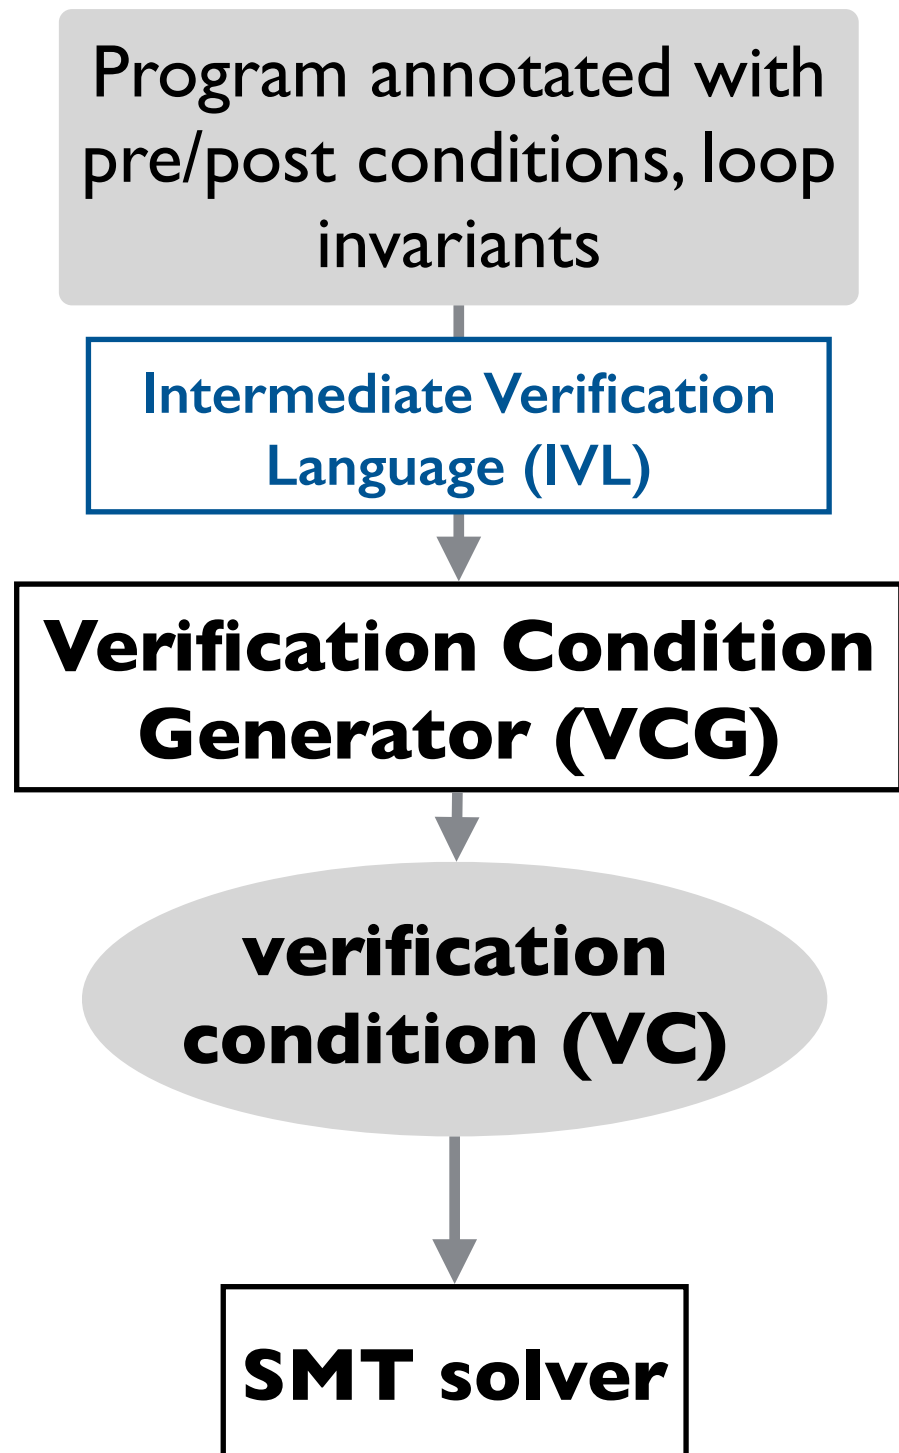 Program annotated with
pre/post conditions, loop
invariants
Intermediate Verification
Language (IVL)
Verification Condition
Generator (VCG)
verification
condition (VC)
SMT solver